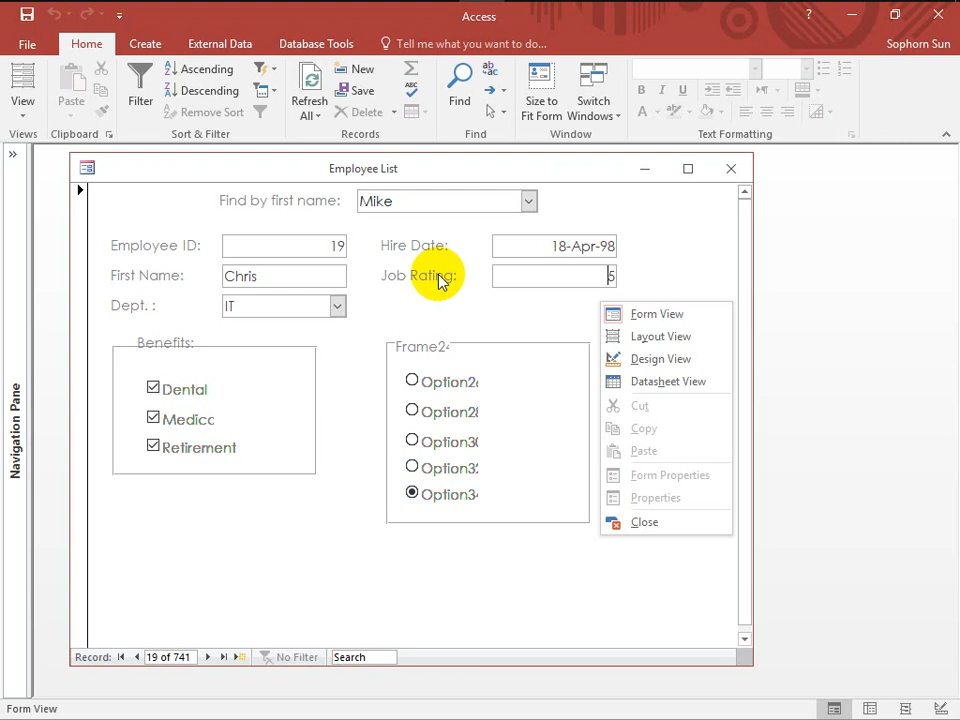 Access
?
File
Home
Create
External Data
Database Tools
Tell me what you want to do...
Sophorn Sun
View
Paste
Filter
Ascending
Descending
Remove Sort
Refresh All
New
Save
Delete
Find
Size to Fit Form
Switch Windows
B I U
A
Views
Clipboard
Sort & Filter
Records
Find
Window
Text Formatting
Navigation Pane
Employee List
Find by first name: Mike
Employee ID: 19
Hire Date: 18-Apr-98
First Name: Chris
Job Rating: 5
Dept. : IT
Benefits:
Dental
Medica
Retirement
Frame24
Option26
Option28
Option30
Option32
Option34
Form View
Layout View
Design View
Datasheet View
Cut
Copy
Paste
Form Properties
Properties
Close
Record: 19 of 741 No Filter Search
Form View